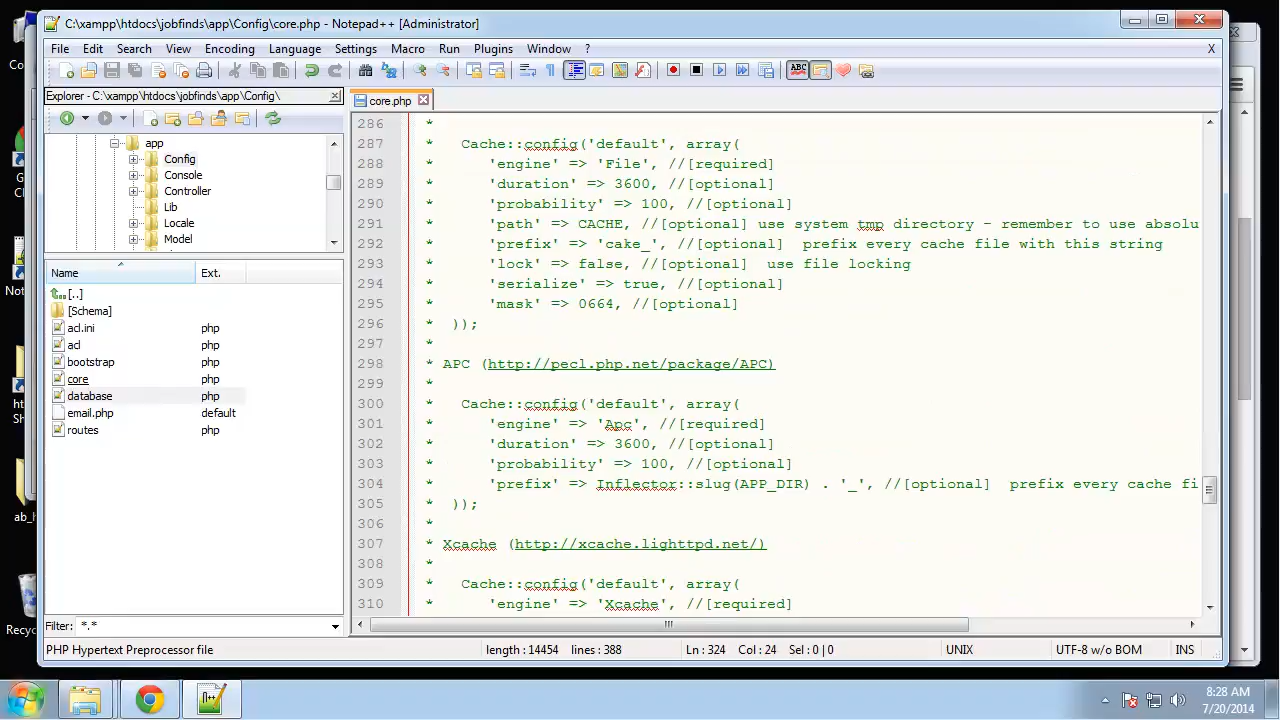 C:\xampp\htdocs\jobfinds\app\Config\core.php - Notepad++ [Administrator]
File Edit Search View Encoding Language Settings Macro Run Plugins Window ? X
Explorer - C:\xampp\htdocs\jobfinds\app\Config\
core.php
app
Config
Console
Controller
Lib
Locale
Model
Name Ext.
[..]
[Schema]
acl.ini php
acl php
bootstrap php
core php
database php
email.php default
routes php
Filter: *.*
286 *
287 * Cache::config('default', array(
288 * 'engine' => 'File', //[required]
289 * 'duration' => 3600, //[optional]
290 * 'probability' => 100, //[optional]
291 * 'path' => CACHE, //[optional] use system tmp directory - remember to use absolu
292 * 'prefix' => 'cake_', //[optional] prefix every cache file with this string
293 * 'lock' => false, //[optional] use file locking
294 * 'serialize' => true, //[optional]
295 * 'mask' => 0664, //[optional]
296 * ));
297 *
298 * APC (http://pecl.php.net/package/APC)
299 *
300 * Cache::config('default', array(
301 * 'engine' => 'Apc', //[required]
302 * 'duration' => 3600, //[optional]
303 * 'probability' => 100, //[optional]
304 * 'prefix' => Inflector::slug(APP_DIR) . '_', //[optional] prefix every cache fi
305 * ));
306 *
307 * Xcache (http://xcache.lighttpd.net/)
308 *
309 * Cache::config('default', array(
310 * 'engine' => 'Xcache', //[required]
PHP Hypertext Preprocessor file length : 14454 lines : 388 Ln : 324 Col : 24 Sel : 0 | 0 UNIX UTF-8 w/o BOM INS
Co
G
Cl
Not
ht
Sh
ab_h
Recyc
8:28 AM
7/20/2014